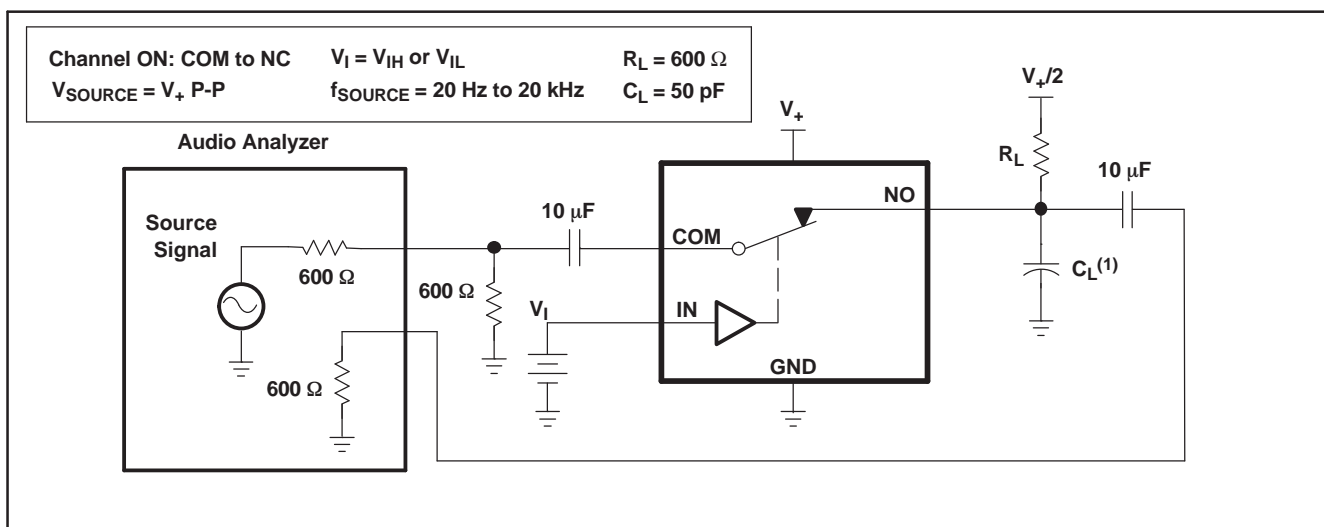 Channel ON: COM to NC
V_I = V_IH or V_IL
R_L = 600 Ω
V_SOURCE = V_+ P-P
f_SOURCE = 20 Hz to 20 kHz
C_L = 50 pF
V_+/2
Audio Analyzer
V_+
R_L
10 μF
Source
Signal
10 μF
NO
COM
600 Ω
600 Ω
C_L(1)
V_I
IN
600 Ω
GND